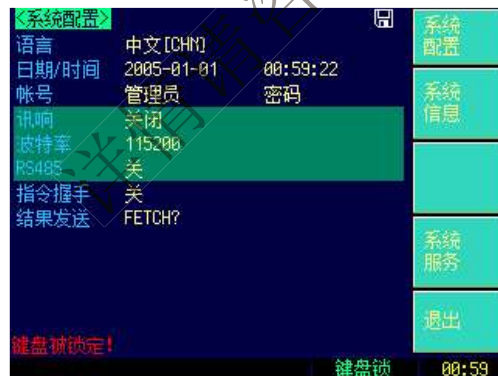 <系统配置>
语言 中文[CHN]
日期/时间 2005-01-01 00:59:22
帐号 管理员 密码
讯响 关闭
波特率 115200
RS485 关
指令握手 关
结果发送 FETCH?
键盘被锁定!
系统
配置
系统
信息
系统
服务
退出
键盘锁 00:59